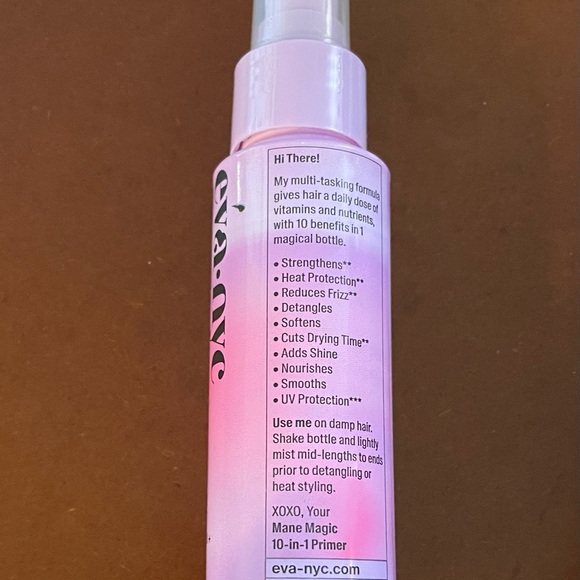 éva·nyc
Hi There!
My multi-tasking formula
gives hair a daily dose of
vitamins and nutrients,
with 10 benefits in 1
magical bottle.
• Strengthens**
• Heat Protection**
• Reduces Frizz**
• Detangles
• Softens
• Cuts Drying Time**
• Adds Shine
• Nourishes
• Smooths
• UV Protection***
Use me on damp hair.
Shake bottle and lightly
mist mid-lengths to ends
prior to detangling or
heat styling.
XOXO, Your
Mane Magic
10-in-1 Primer
eva-nyc.com